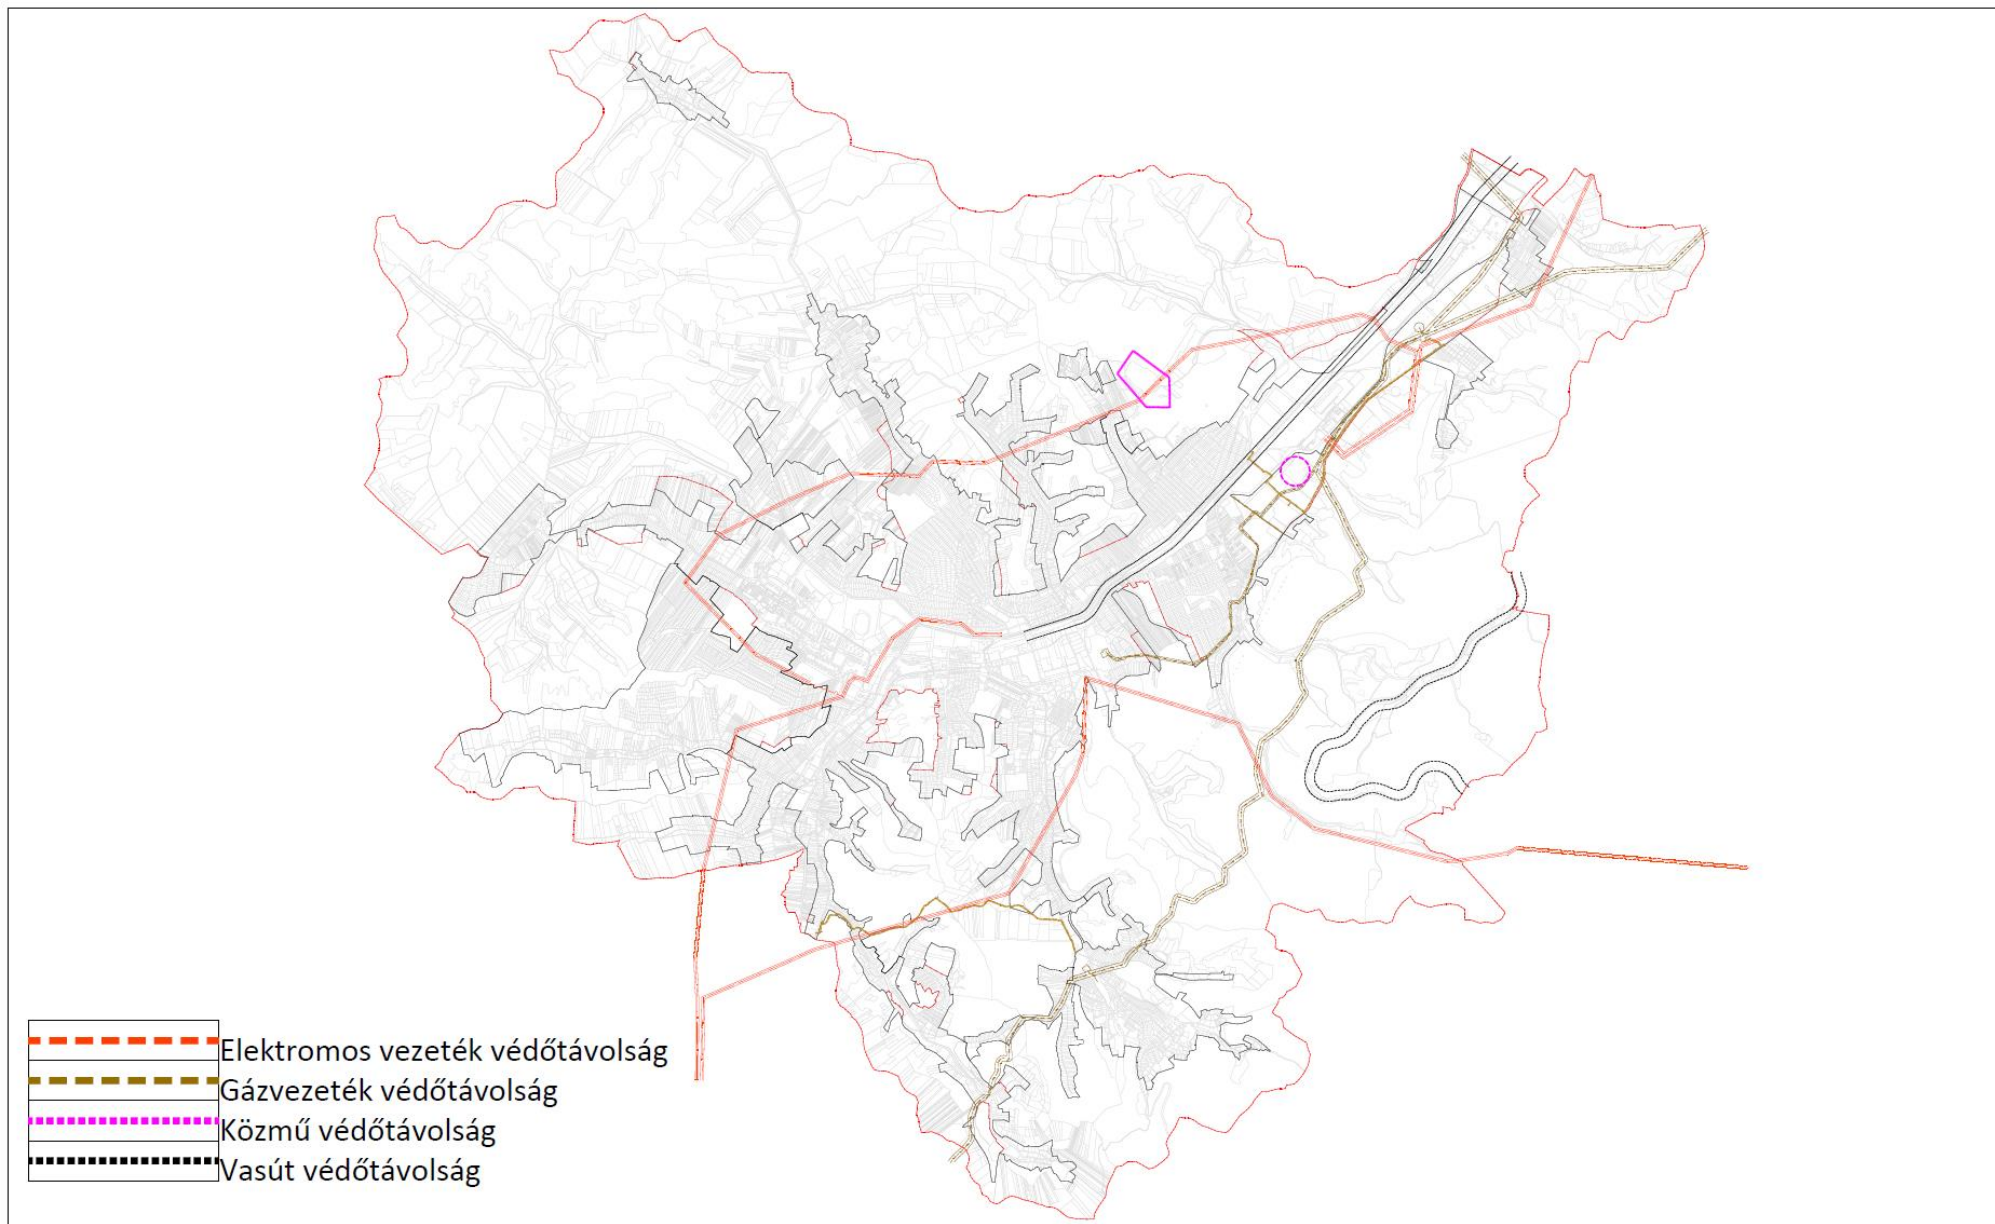 Elektromos vezeték védőtávolság
Gázvezeték védőtávolság
Közmű védőtávolság
Vasút védőtávolság